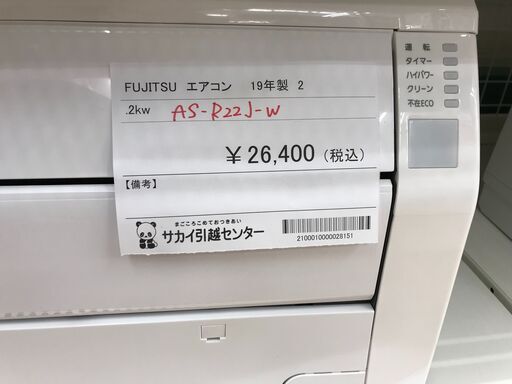 FUJITSU エアコン 19年製 2
.2kw AS-R22J-W
￥26,400（税込）
【備考】
まごころこめておつきあい
サカイ引越センター
2100010000028151
運転
タイマー
ハイパワー
クリーン
不在ECO